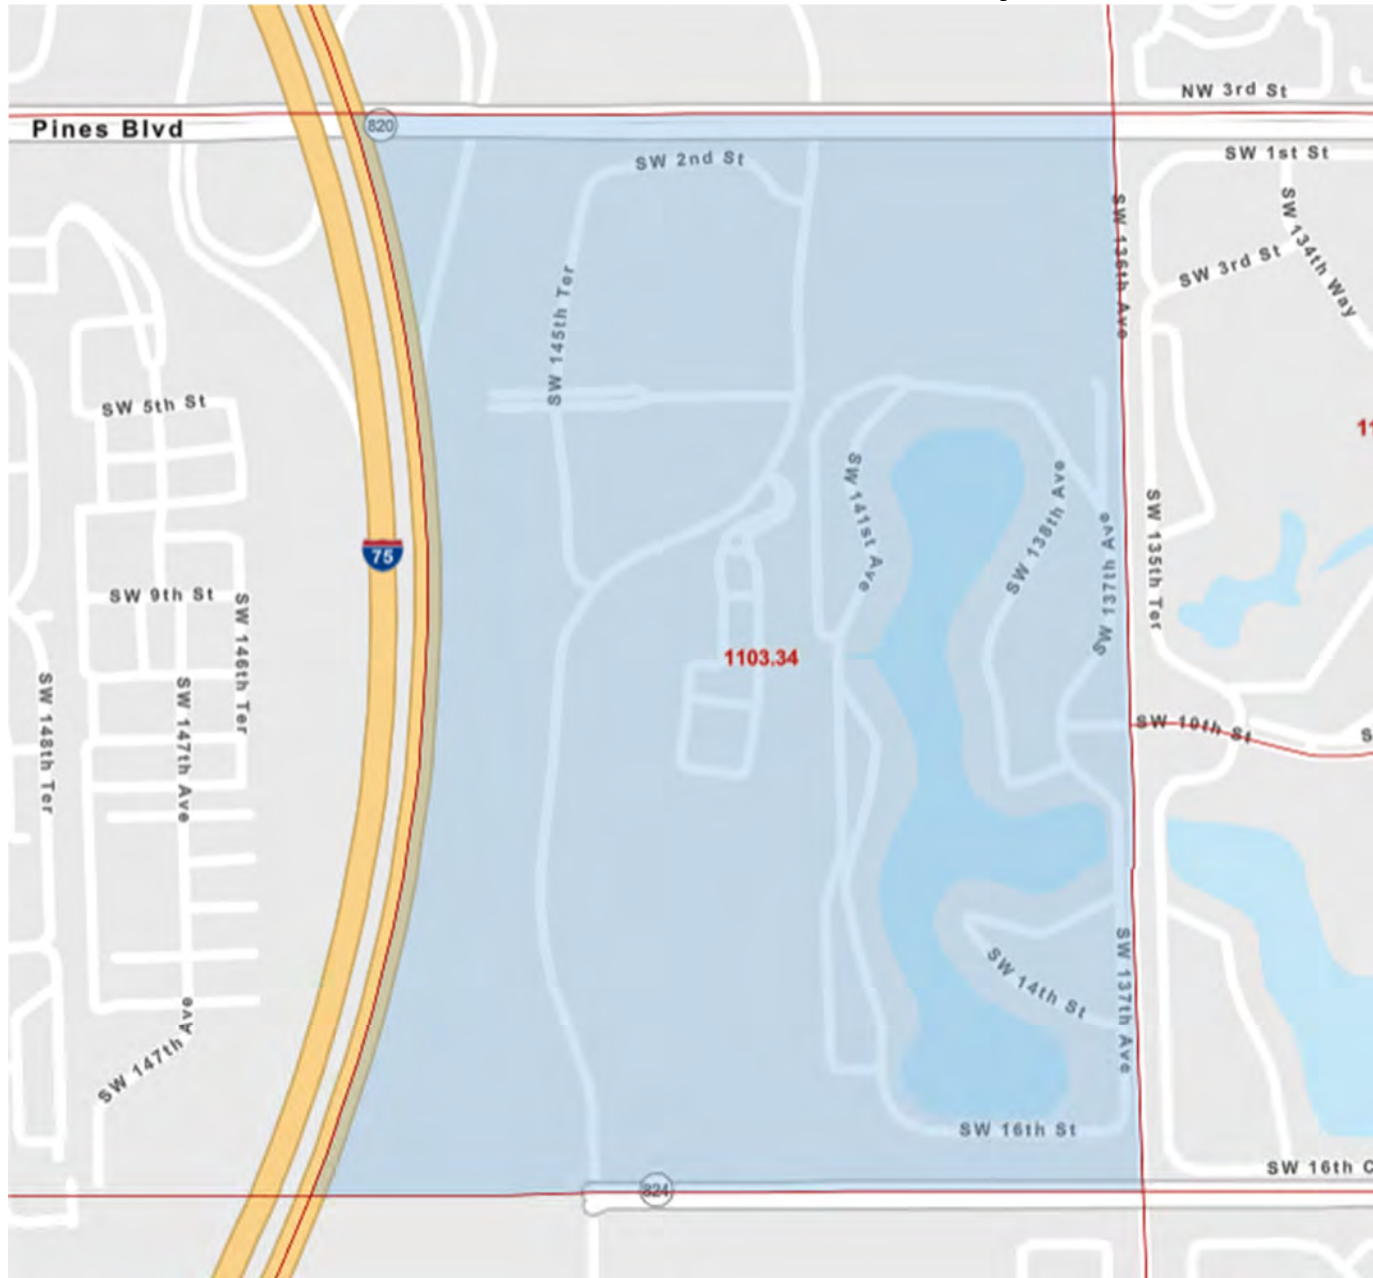 NW 3rd St
820
Pines Blvd
SW 2nd St
SW 1st St
SW 136th Ave
SW 134th Way
SW 3rd St
SW 145th Ter
SW 5th St
11
SW 141st Ave
SW 138th Ave
SW 137th Ave
SW 135th Ter
75
SW 9th St
SW 146th Ter
1103.34
SW 148th Ter
SW 147th Ave
SW 10th St
S
SW 137th Ave
SW 14th St
SW 147th Ave
SW 16th St
SW 16th C
824